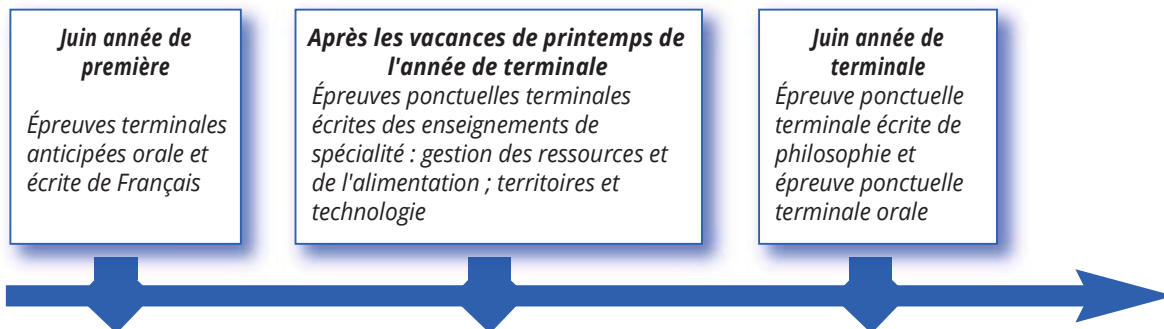 Juin année de
première
Épreuves terminales
anticipées orale et
écrite de Français
Après les vacances de printemps de
l'année de terminale
Épreuves ponctuelles terminales
écrites des enseignements de
spécialité : gestion des ressources et
de l'alimentation ; territoires et
technologie
Juin année de
terminale
Épreuve ponctuelle
terminale écrite de
philosophie et
épreuve ponctuelle
terminale orale